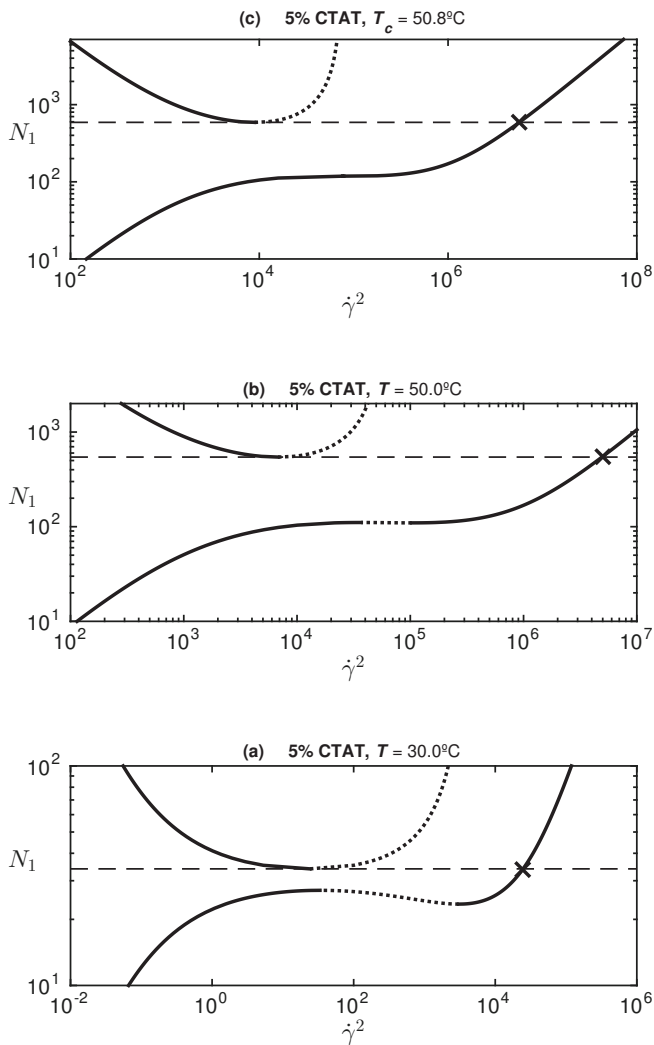 (c) 5% CTAT, T_c = 50.8ºC
10^3
N_1
10^2
10^1
10^2 10^4 10^6 10^8
γ̇^2
(b) 5% CTAT, T = 50.0ºC
10^3
N_1
10^2
10^1
10^2 10^3 10^4 10^5 10^6 10^7
γ̇^2
(a) 5% CTAT, T = 30.0ºC
10^2
N_1
10^1
10^-2 10^0 10^2 10^4 10^6
γ̇^2